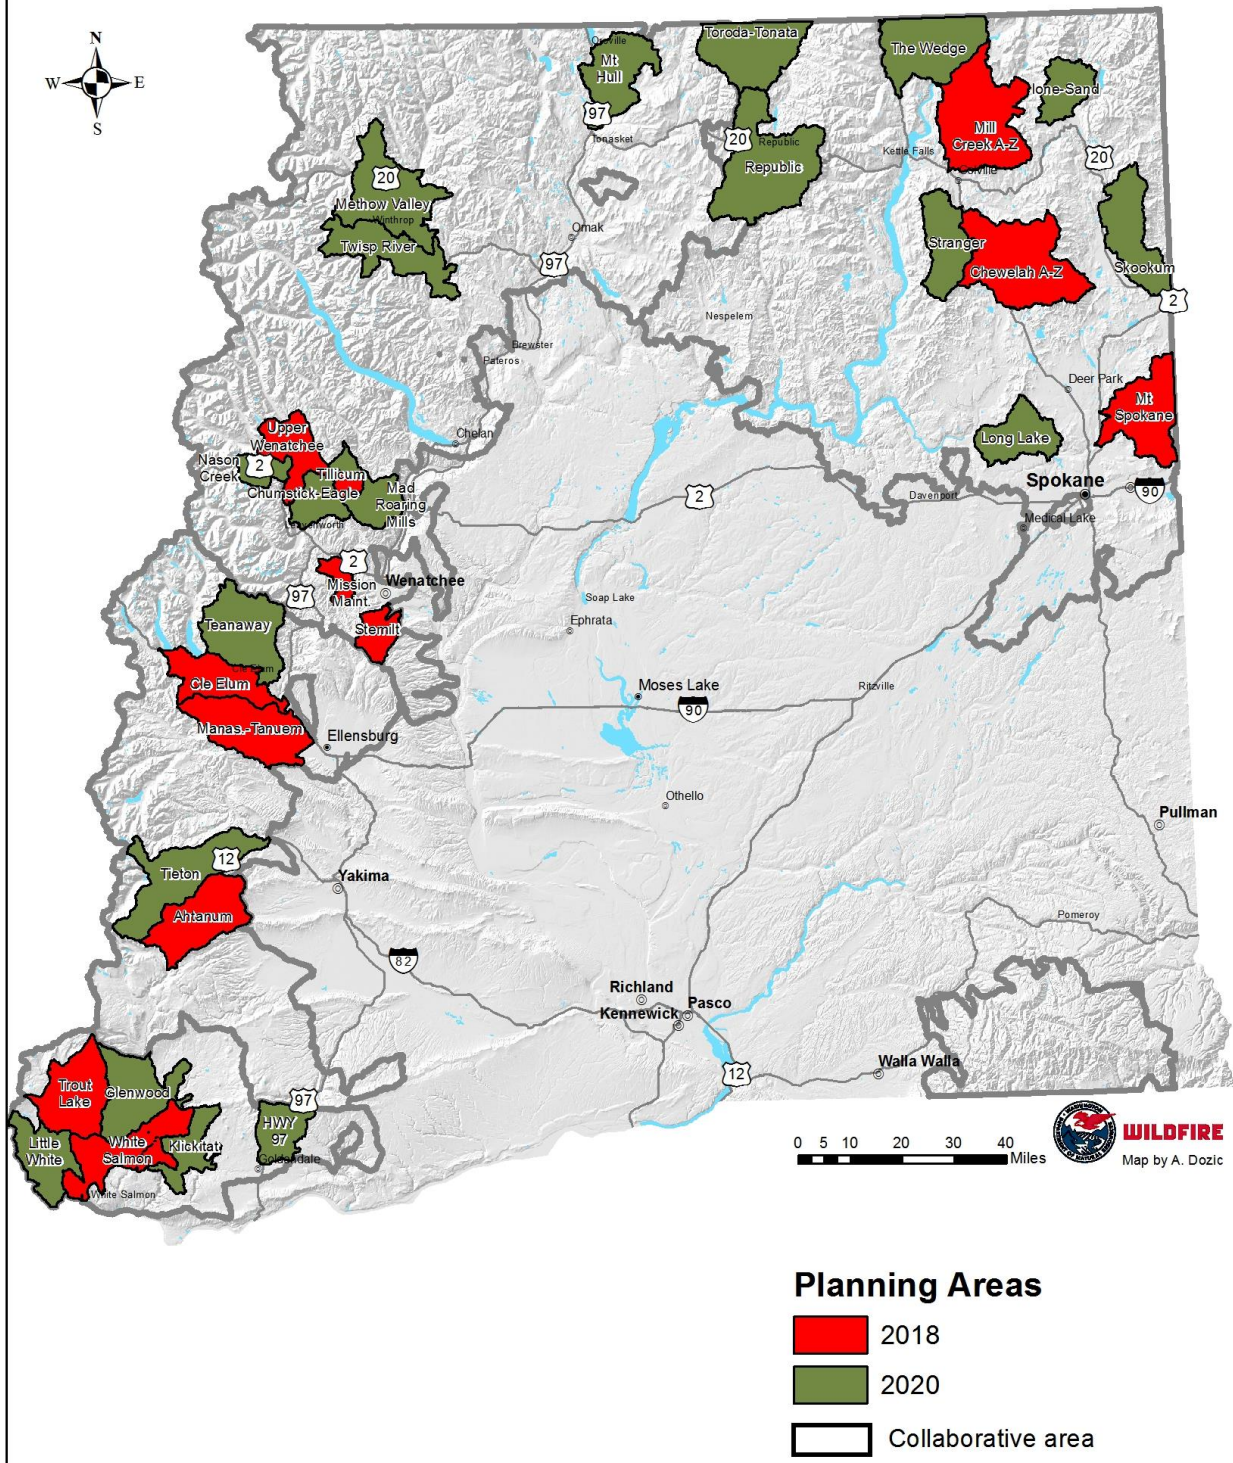 N
W
E
S
Oroville
Mt
Hull
97
Tonasket
Toroda-Tonata
20
Republic
Republic
The Wedge
Mill
Creek A-Z
Ione-Sand
Kettle Falls
Colville
20
20
Methow Valley
Winthrop
Twisp River
Omak
97
Stranger
Chewelah A-Z
Skookum
2
Nespelem
Brewster
Pateros
Deer Park
Mt
Spokane
Upper
Wenatchee
Chelan
Nason
Creek
2
Tillicum
Chumstick-Eagle
Mad
Roaring
Mills
Leavenworth
Long Lake
Spokane
90
Davenport
2
Medical Lake
2
Mission
Maint.
Wenatchee
97
Stemilt
Soap Lake
Ephrata
Teanaway
Cle Elum
Cle Elum
Manas.-Tanuem
Ellensburg
Moses Lake
90
Ritzville
Othello
Pullman
Tieton
12
Ahtanum
Yakima
Pomeroy
82
Richland
Kennewick
Pasco
12
Walla Walla
Trout
Lake
Glenwood
97
HWY
97
Little
White
White
Salmon
Klickitat
Goldendale
White Salmon
0 5 10 20 30 40
Miles
WILDFIRE
Map by A. Dozic
Planning Areas
2018
2020
Collaborative area